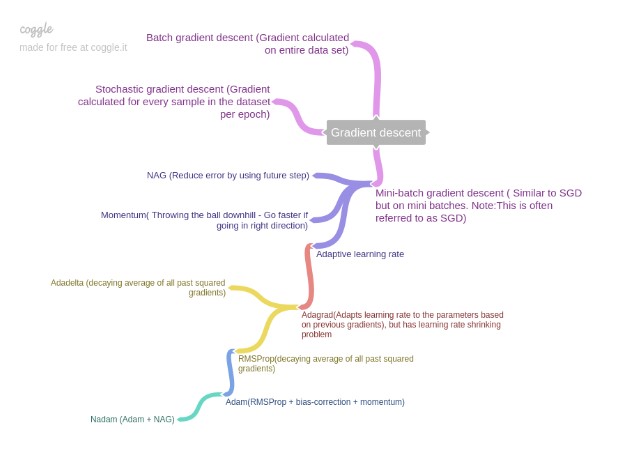 coggle
made for free at coggle.it
Batch gradient descent (Gradient calculated
on entire data set)
Stochastic gradient descent (Gradient
calculated for every sample in the dataset
per epoch)
Gradient descent
NAG (Reduce error by using future step)
Mini-batch gradient descent ( Similar to SGD
but on mini batches. Note:This is often
referred to as SGD)
Momentum( Throwing the ball downhill - Go faster if
going in right direction)
Adaptive learning rate
Adadelta (decaying average of all past squared
gradients)
Adagrad(Adapts learning rate to the parameters based
on previous gradients), but has learning rate shrinking
problem
RMSProp(decaying average of all past squared
gradients)
Adam(RMSProp + bias-correction + momentum)
Nadam (Adam + NAG)